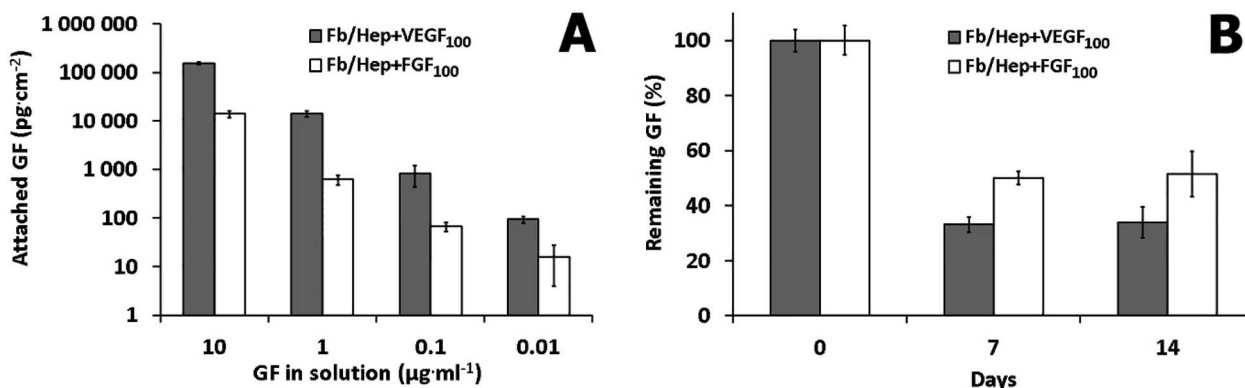 A
Fb/Hep+VEGF100
Fb/Hep+FGF100
Attached GF (pg·cm-2)
1 000 000
100 000
10 000
1 000
100
10
1
10 1 0.1 0.01
GF in solution (µg·ml-1)
B
Fb/Hep+VEGF100
Fb/Hep+FGF100
Remaining GF (%)
100
80
60
40
20
0
0 7 14
Days